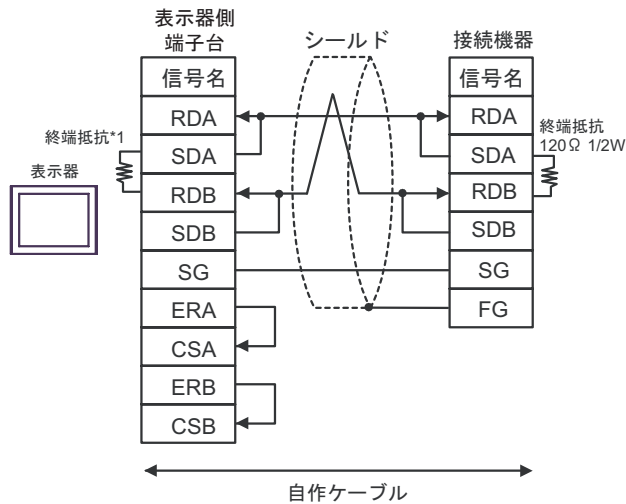 表示器側
端子台
シールド
接続機器
信号名
信号名
RDA
RDA
終端抵抗*1
SDA
SDA
終端抵抗
120Ω 1/2W
表示器
RDB
RDB
SDB
SDB
SG
SG
ERA
FG
CSA
ERB
CSB
自作ケーブル